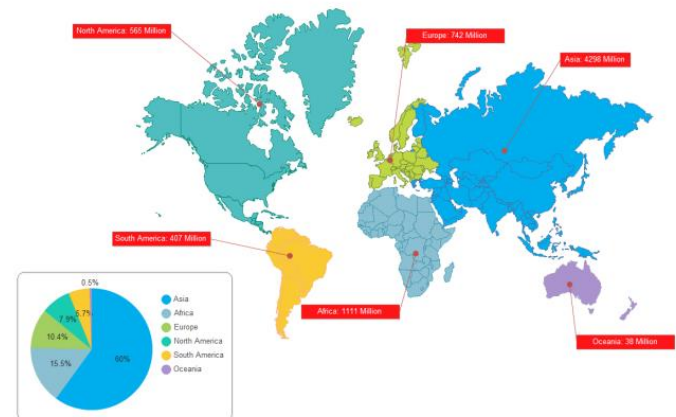 North America: 565 Million
Europe: 742 Million
Asia: 4298 Million
South America: 407 Million
Africa: 1111 Million
Oceania: 38 Million
0.5%
5.7%
7.9%
10.4%
15.5%
60%
Asia
Africa
Europe
North America
South America
Oceania